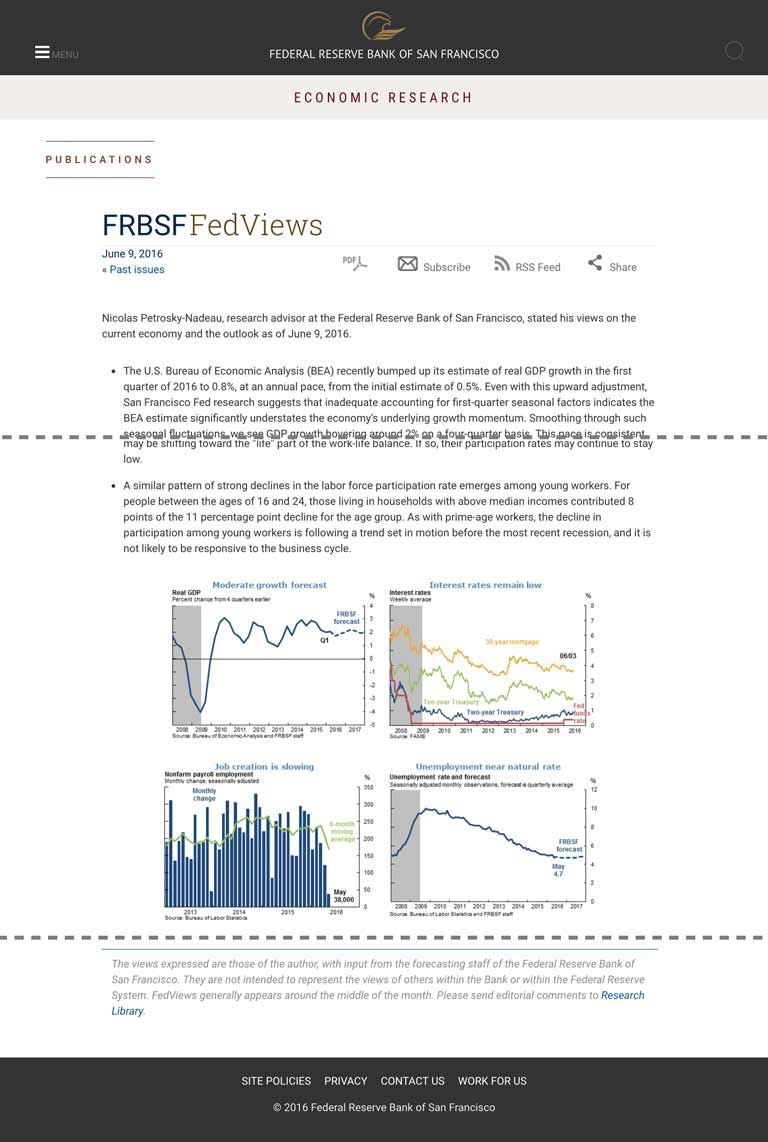 MENU
FEDERAL RESERVE BANK OF SAN FRANCISCO
ECONOMIC RESEARCH
PUBLICATIONS
FRBSF FedViews
June 9, 2016
« Past issues
PDF
Subscribe
RSS Feed
Share
Nicolas Petrosky-Nadeau, research advisor at the Federal Reserve Bank of San Francisco, stated his views on the
current economy and the outlook as of June 9, 2016.
• The U.S. Bureau of Economic Analysis (BEA) recently bumped up its estimate of real GDP growth in the first
quarter of 2016 to 0.8%, at an annual pace, from the initial estimate of 0.5%. Even with this upward adjustment,
San Francisco Fed research suggests that inadequate accounting for first-quarter seasonal factors indicates the
BEA estimate significantly understates the economy's underlying growth momentum. Smoothing through such
seasonal fluctuations, we see GDP growth hovering around 2% on a four-quarter basis. This pace is consistent
may be shifting toward the "life" part of the work-life balance. If so, their participation rates may continue to stay
low.
• A similar pattern of strong declines in the labor force participation rate emerges among young workers. For
people between the ages of 16 and 24, those living in households with above median incomes contributed 8
points of the 11 percentage point decline for the age group. As with prime-age workers, the decline in
participation among young workers is following a trend set in motion before the most recent recession, and it is
not likely to be responsive to the business cycle.
Moderate growth forecast
Real GDP
Percent change from 4 quarters earlier
%
4
3
2
1
0
-1
-2
-3
-4
-5
FRBSF
forecast
Q1
2008 2009 2010 2011 2012 2013 2014 2015 2016 2017
Source: Bureau of Economic Analysis and FRBSF staff
Interest rates remain low
Interest rates
Weekly average
%
8
7
6
5
4
3
2
1
0
30-year mortgage
06/03
Ten-year Treasury
Two-year Treasury
Fed
funds
rate
2008 2009 2010 2011 2012 2013 2014 2015 2016
Source: FAME
Job creation is slowing
Nonfarm payroll employment
Monthly change; seasonally adjusted
%
350
300
250
200
150
100
50
0
Monthly
change
6-month
moving
average
May
38,000
2013 2014 2015 2016
Source: Bureau of Labor Statistics
Unemployment near natural rate
Unemployment rate and forecast
Seasonally adjusted monthly observations, forecast is quarterly average
%
12
10
8
6
4
2
0
FRBSF
forecast
May
4.7
2008 2009 2010 2011 2012 2013 2014 2015 2016 2017
Source: Bureau of Labor Statistics and FRBSF staff
The views expressed are those of the author, with input from the forecasting staff of the Federal Reserve Bank of
San Francisco. They are not intended to represent the views of others within the Bank or within the Federal Reserve
System. FedViews generally appears around the middle of the month. Please send editorial comments to Research
Library.
SITE POLICIES PRIVACY CONTACT US WORK FOR US
© 2016 Federal Reserve Bank of San Francisco